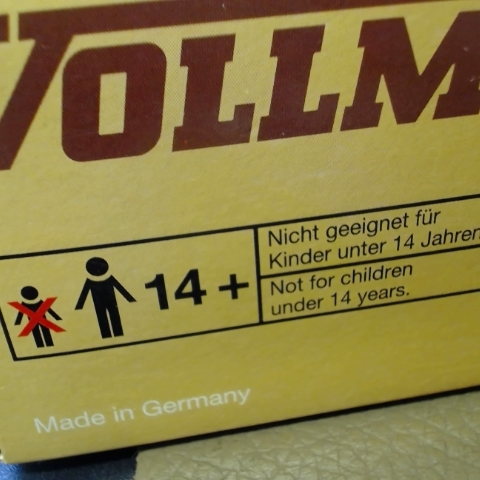 VOLLM
14+
Nicht geeignet für
Kinder unter 14 Jahren
Not for children
under 14 years.
Made in Germany